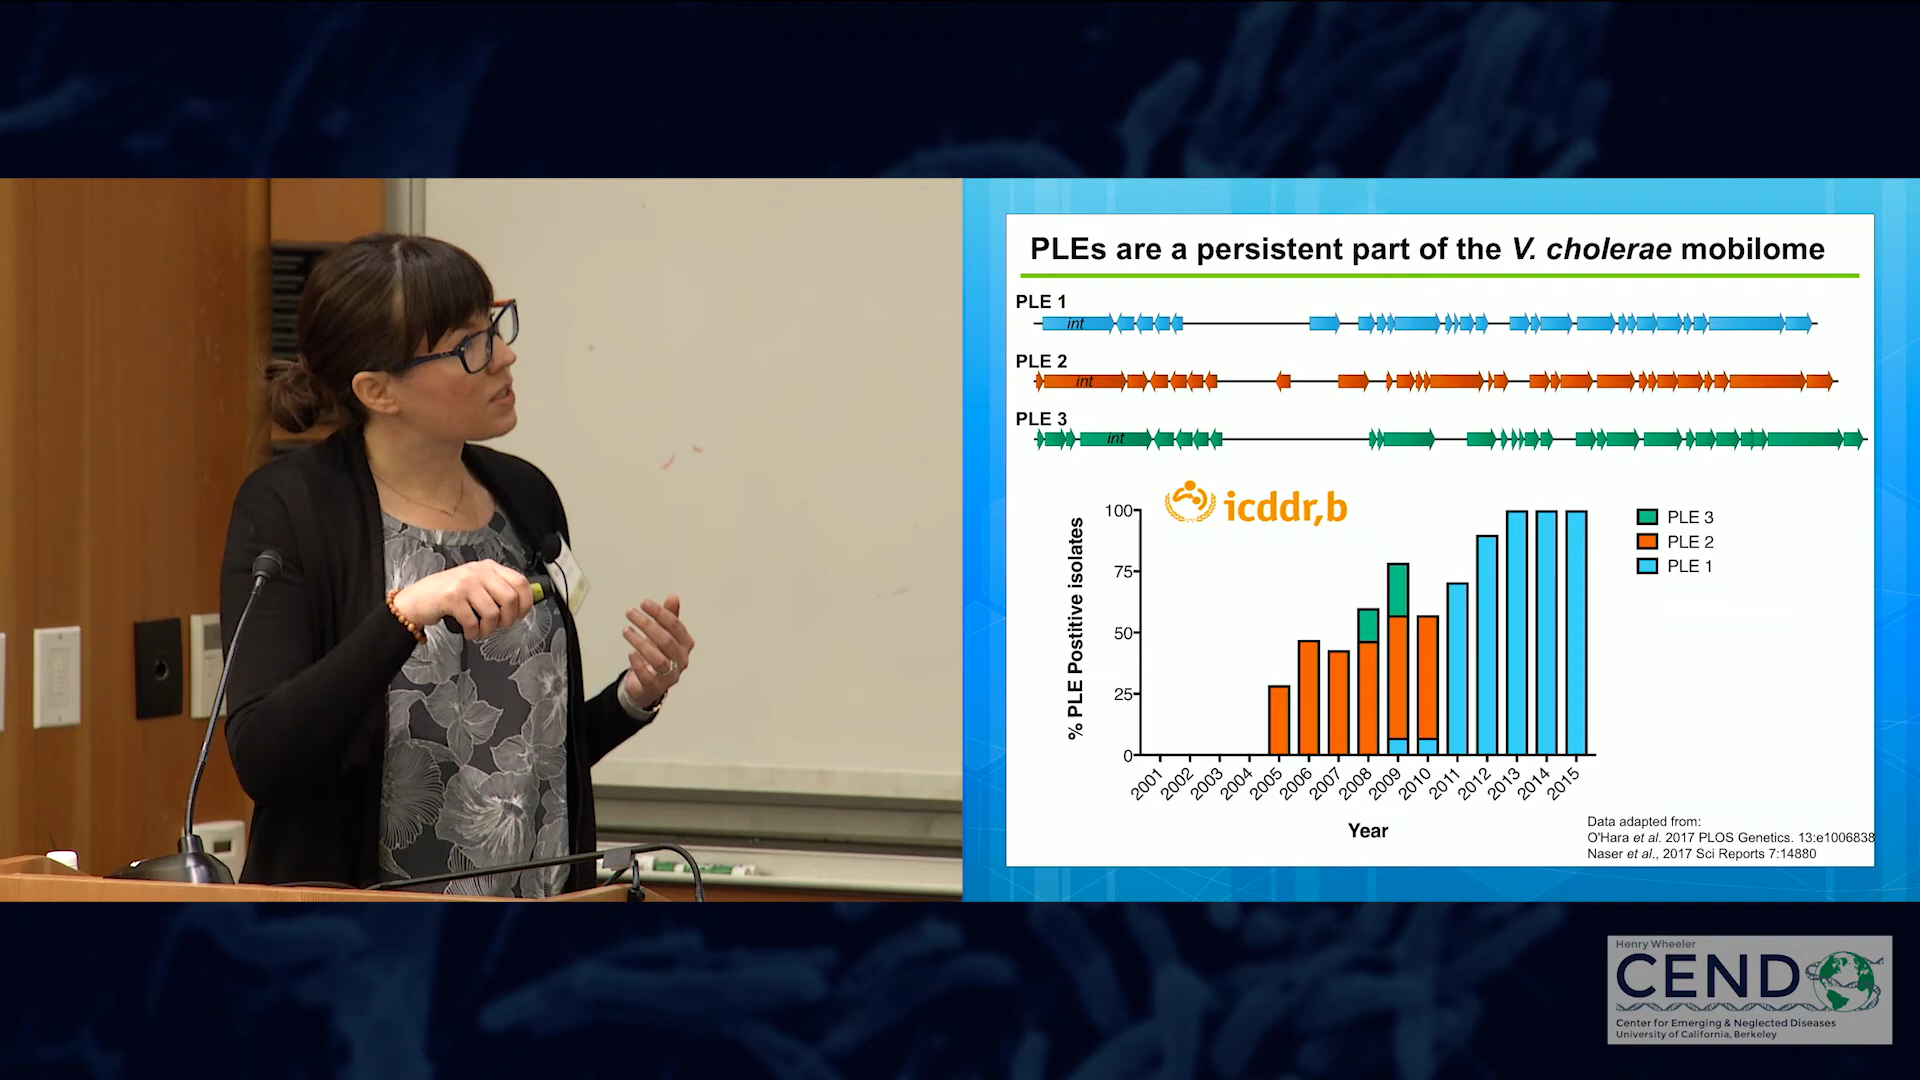 PLEs are a persistent part of the V. cholerae mobilome
PLE 1
int
PLE 2
int
PLE 3
int
icddr,b
% PLE Postitive isolates
100
75
50
25
0
2001
2002
2003
2004
2005
2006
2007
2008
2009
2010
2011
2012
2013
2014
2015
Year
PLE 3
PLE 2
PLE 1
Data adapted from:
O'Hara et al. 2017 PLOS Genetics. 13:e1006838
Naser et al., 2017 Sci Reports 7:14880
Henry Wheeler
CEND
Center for Emerging & Neglected Diseases
University of California, Berkeley